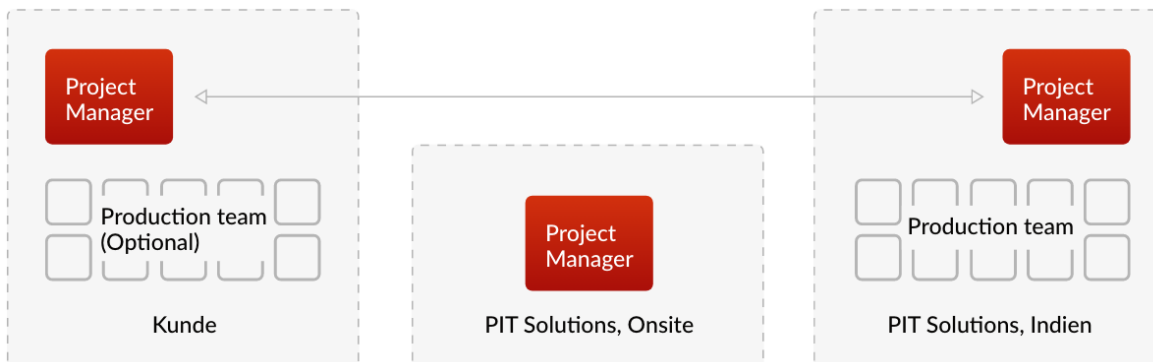 Project
Manager
Production team
(Optional)
Kunde
Project
Manager
PIT Solutions, Onsite
Project
Manager
Production team
PIT Solutions, Indien